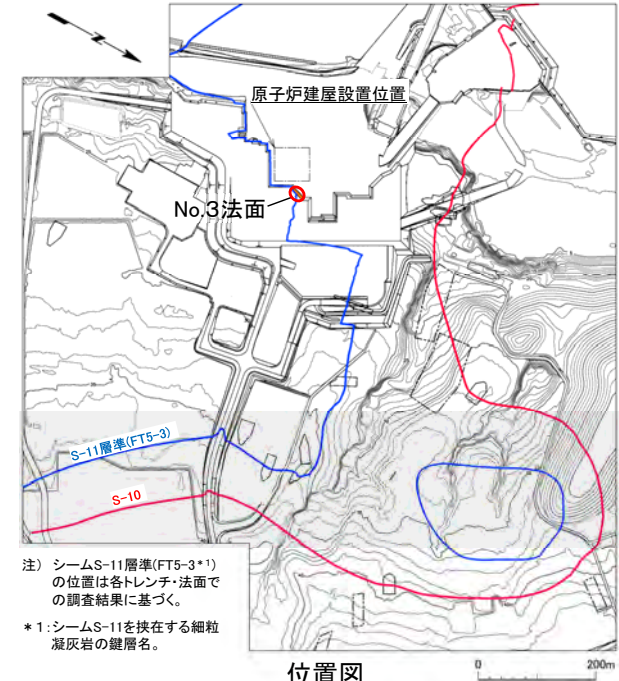 N
原子炉建屋設置位置
No.3法面
S-11層準(FT5-3)
S-10
注) シームS-11層準(FT5-3*1)
の位置は各トレンチ・法面で
の調査結果に基づく。
*1:シームS-11を挟在する細粒
凝灰岩の鍵層名。
位置図
0 200m